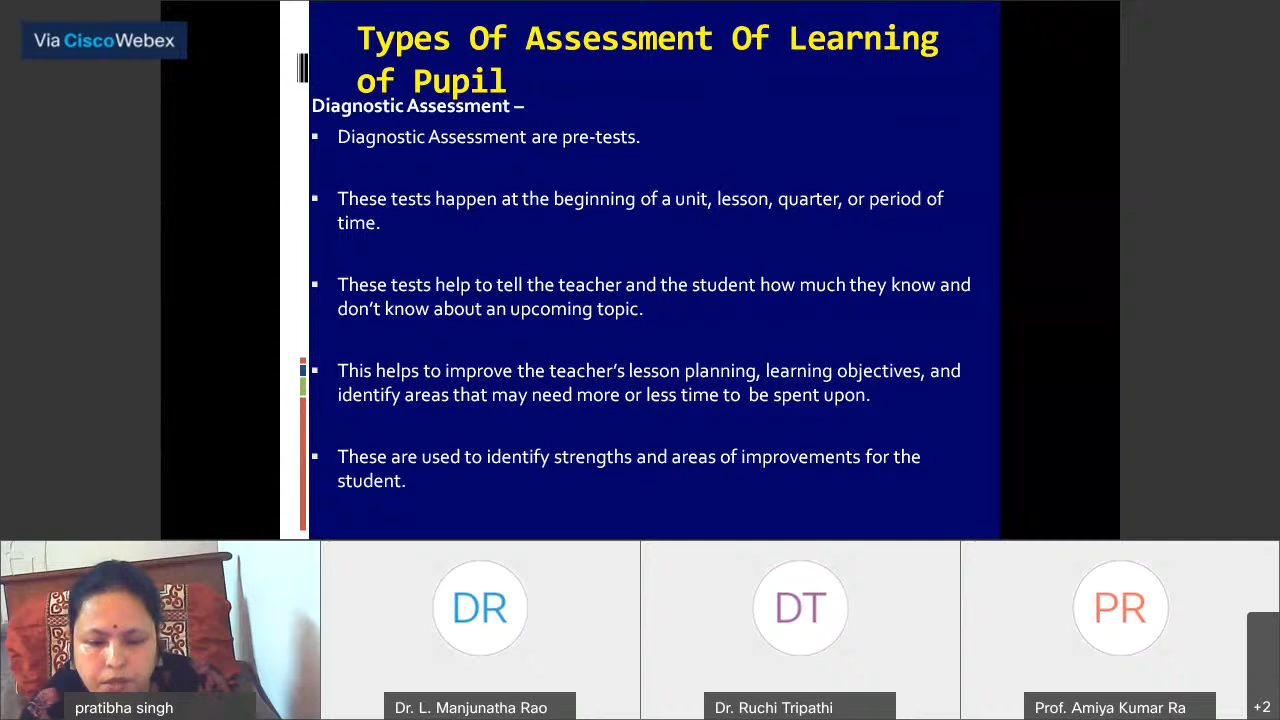 Via Cisco Webex
Types Of Assessment Of Learning
of Pupil
Diagnostic Assessment –
▪ Diagnostic Assessment are pre-tests.
▪ These tests happen at the beginning of a unit, lesson, quarter, or period of
time.
▪ These tests help to tell the teacher and the student how much they know and
don’t know about an upcoming topic.
▪ This helps to improve the teacher’s lesson planning, learning objectives, and
identify areas that may need more or less time to be spent upon.
▪ These are used to identify strengths and areas of improvements for the
student.
DR
DT
PR
pratibha singh
Dr. L. Manjunatha Rao
Dr. Ruchi Tripathi
Prof. Amiya Kumar Ra
+2